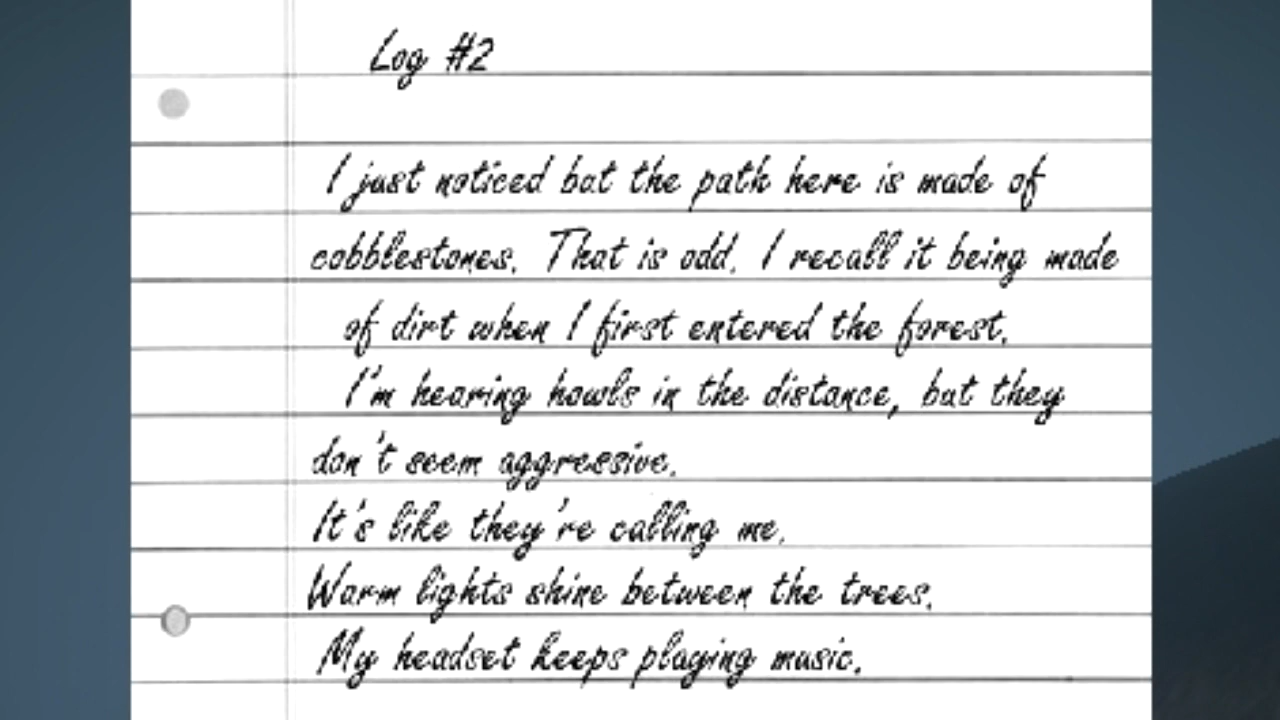 Log #2
I just noticed but the path here is made of
cobblestones. That is odd. I recall it being made
of dirt when I first entered the forest.
I'm hearing howls in the distance, but they
don't seem aggressive.
It's like they're calling me.
Warm lights shine between the trees.
My headset keeps playing music.